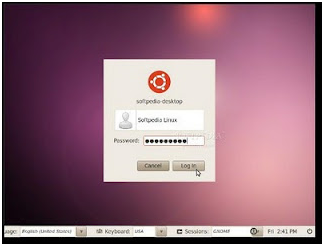 softpedia-desktop
Softpedia Linux
Password: ●●●●●●●●●
Cancel Log In
uage: English (United States) Keyboard: USA Sessions: GNOME Fri 2:41 PM